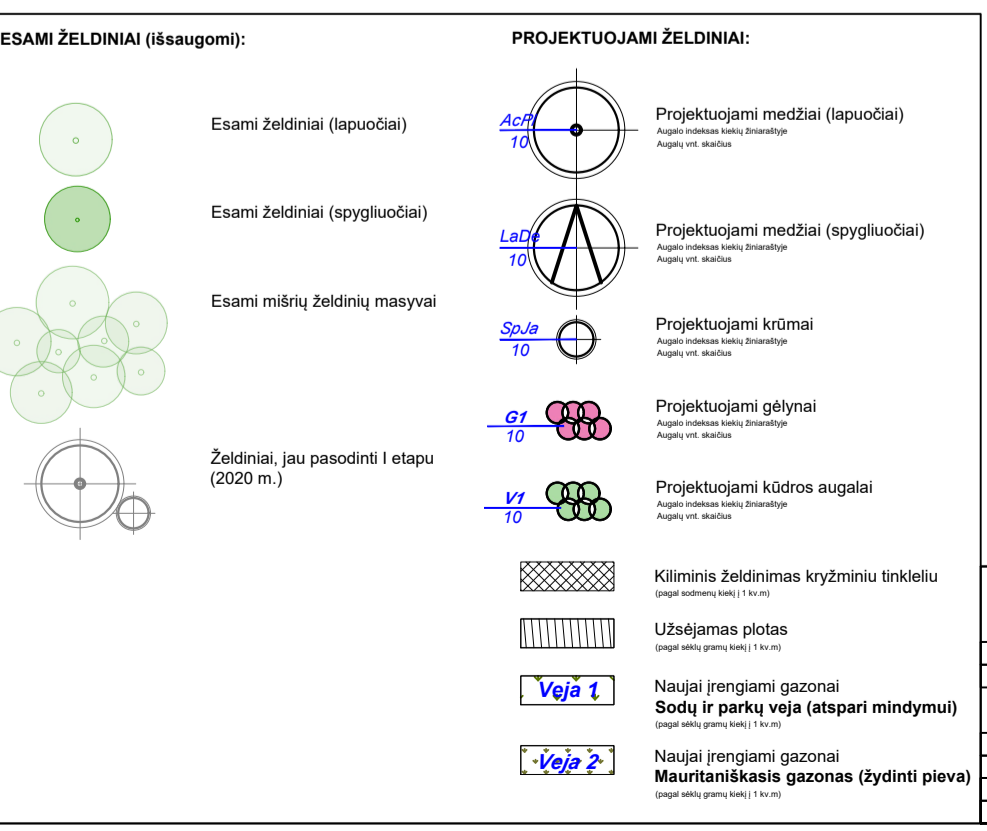 ESAMI ŽELDINIAI (išsaugomi):
Esami želdiniai (lapuočiai)
Esami želdiniai (spygliuočiai)
Esami mišrių želdinių masyvai
Želdiniai, jau pasodinti I etapu
(2020 m.)
PROJEKTUOJAMI ŽELDINIAI:
AcPl
10
Projektuojami medžiai (lapuočiai)
Augalo indeksas kiekių žiniaraštyje
Augalų vnt. skaičius
LaDe
10
Projektuojami medžiai (spygliuočiai)
Augalo indeksas kiekių žiniaraštyje
Augalų vnt. skaičius
SpJa
10
Projektuojami krūmai
Augalo indeksas kiekių žiniaraštyje
Augalų vnt. skaičius
G1
10
Projektuojami gėlynai
Augalo indeksas kiekių žiniaraštyje
Augalų vnt. skaičius
V1
10
Projektuojami kūdros augalai
Augalo indeksas kiekių žiniaraštyje
Augalų vnt. skaičius
Kiliminis želdinimas kryžminiu tinkleliu
(pagal sodmenų kiekį į 1 kv.m)
Užsėjamas plotas
(pagal sėklų gramų kiekį į 1 kv.m)
Veja 1
Naujai įrengiami gazonai
Sodų ir parkų veja (atspari mindymui)
(pagal sėklų gramų kiekį į 1 kv.m)
Veja 2
Naujai įrengiami gazonai
Mauritaniškasis gazonas (žydinti pieva)
(pagal sėklų gramų kiekį į 1 kv.m)